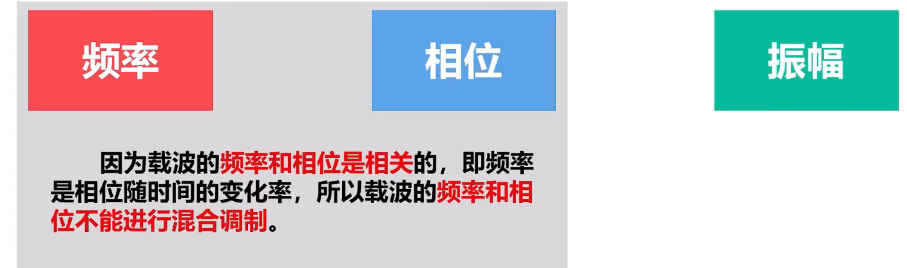 频率
相位
振幅
因为载波的频率和相位是相关的，即频率
是相位随时间的变化率，所以载波的频率和相
位不能进行混合调制。